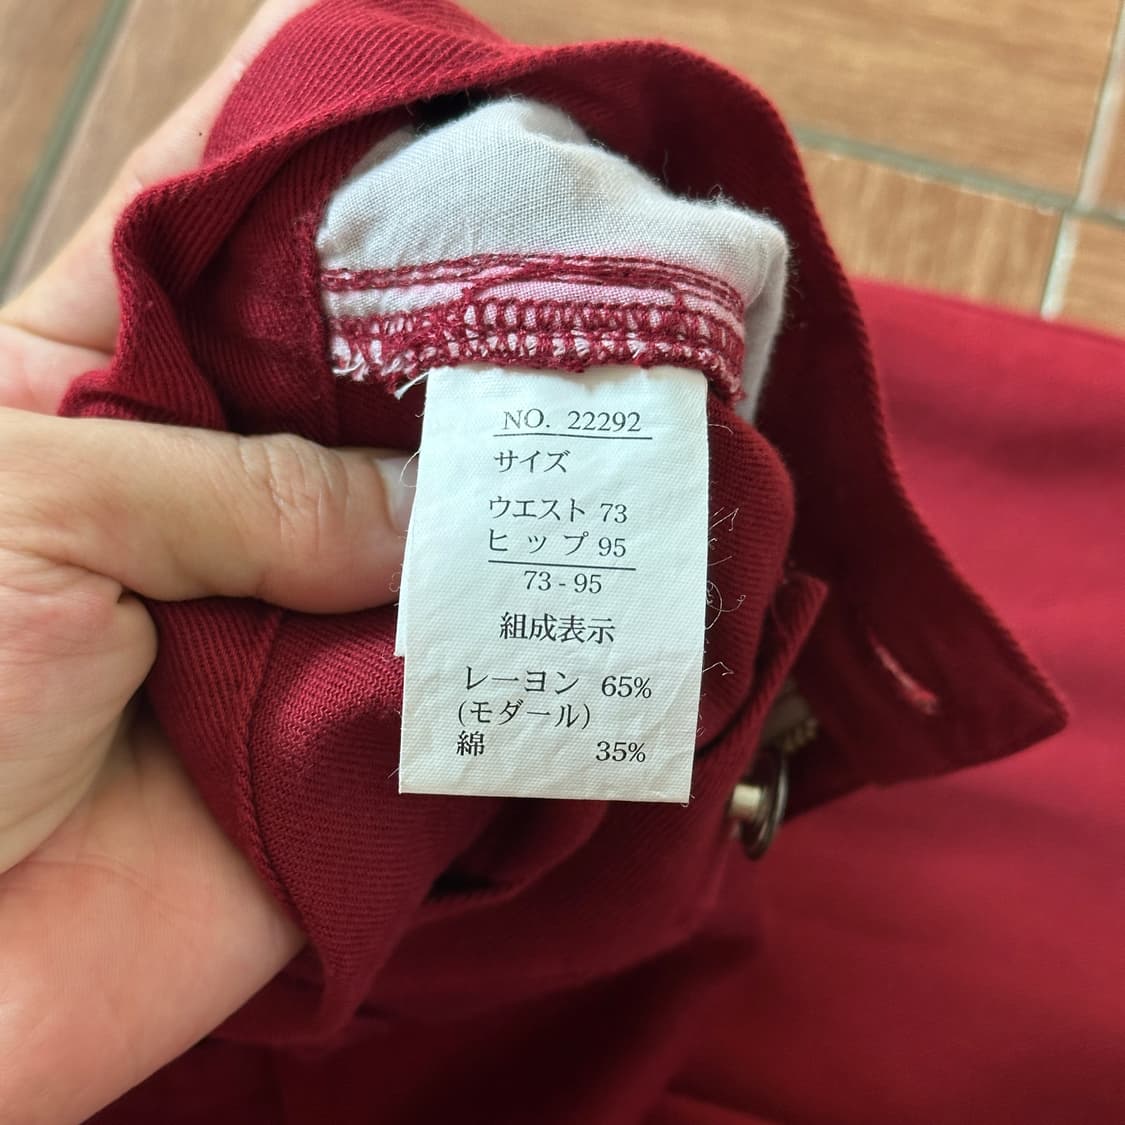 NO. 22292
サイズ
ウエスト 73
ヒップ 95
73 - 95
組成表示
レーヨン 65%
(モダール)
綿 35%